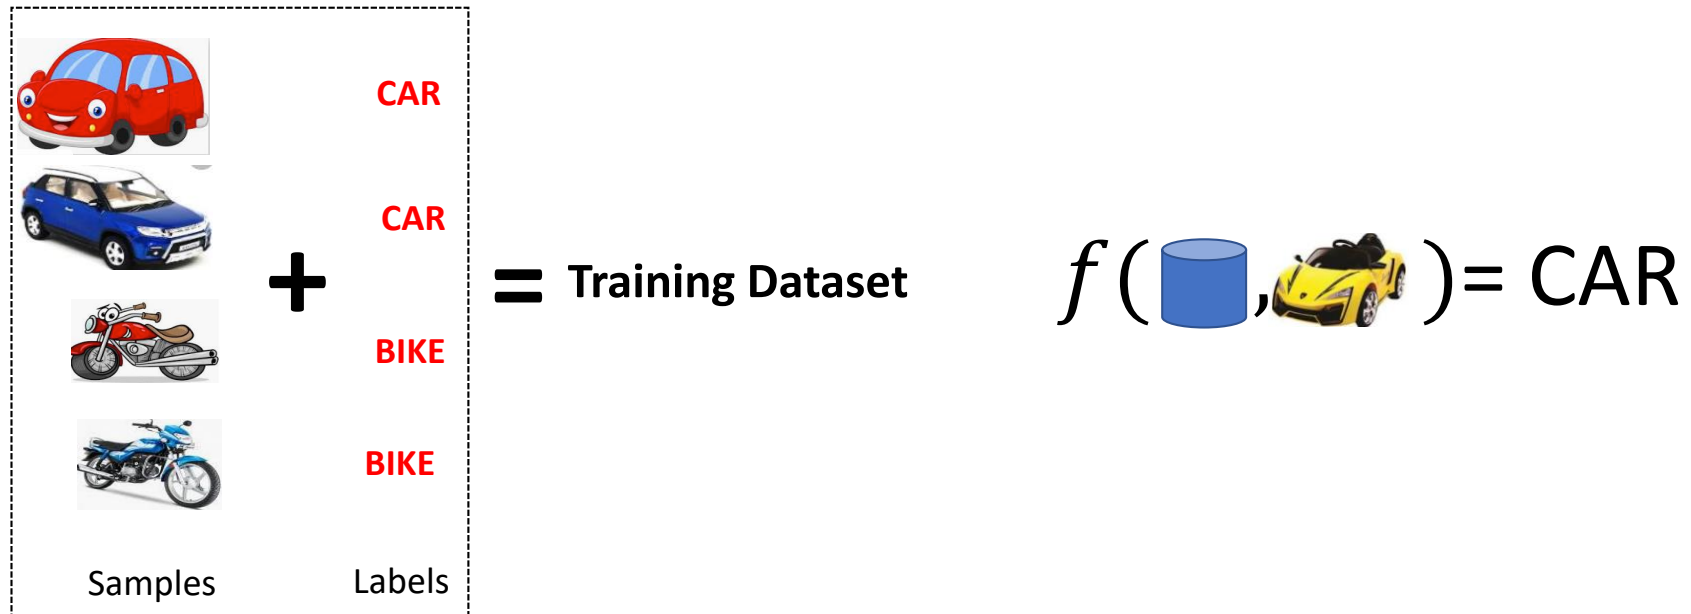 CAR
CAR
BIKE
BIKE
Samples
Labels
+
= Training Dataset
f( , )= CAR